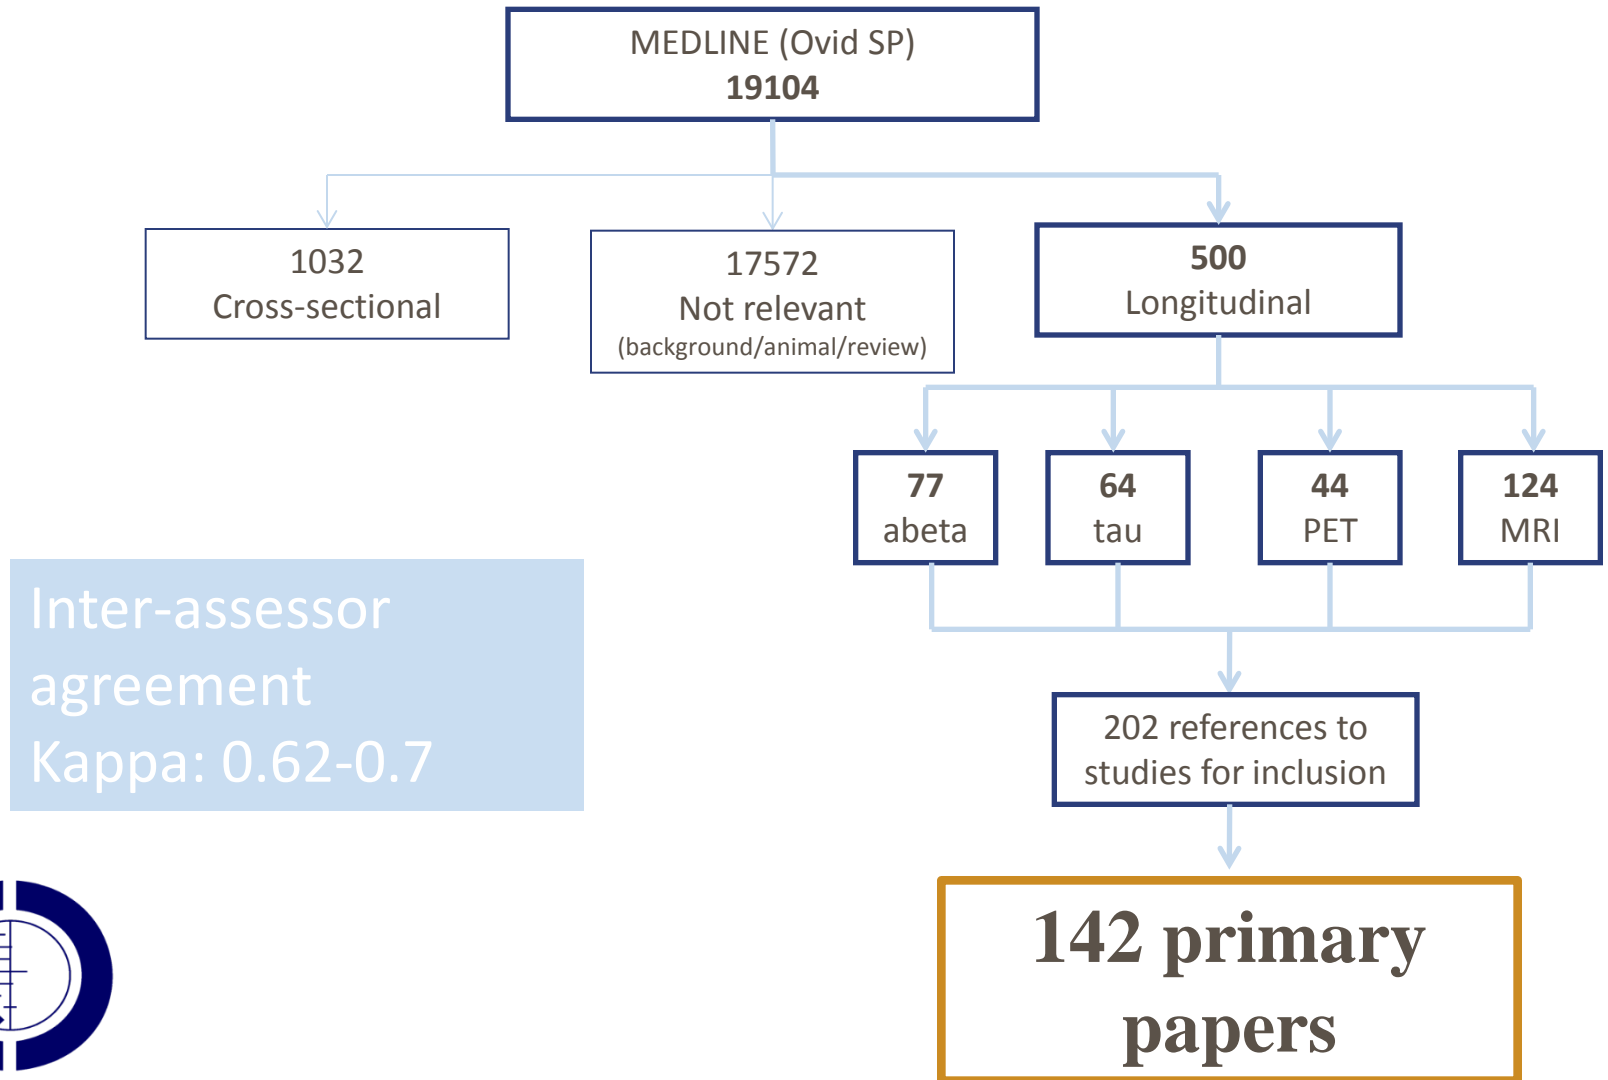 MEDLINE (Ovid SP)
19104
1032
Cross-sectional
17572
Not relevant
(background/animal/review)
500
Longitudinal
77
abeta
64
tau
44
PET
124
MRI
Inter-assessor
agreement
Kappa: 0.62-0.7
202 references to
studies for inclusion
142 primary
papers